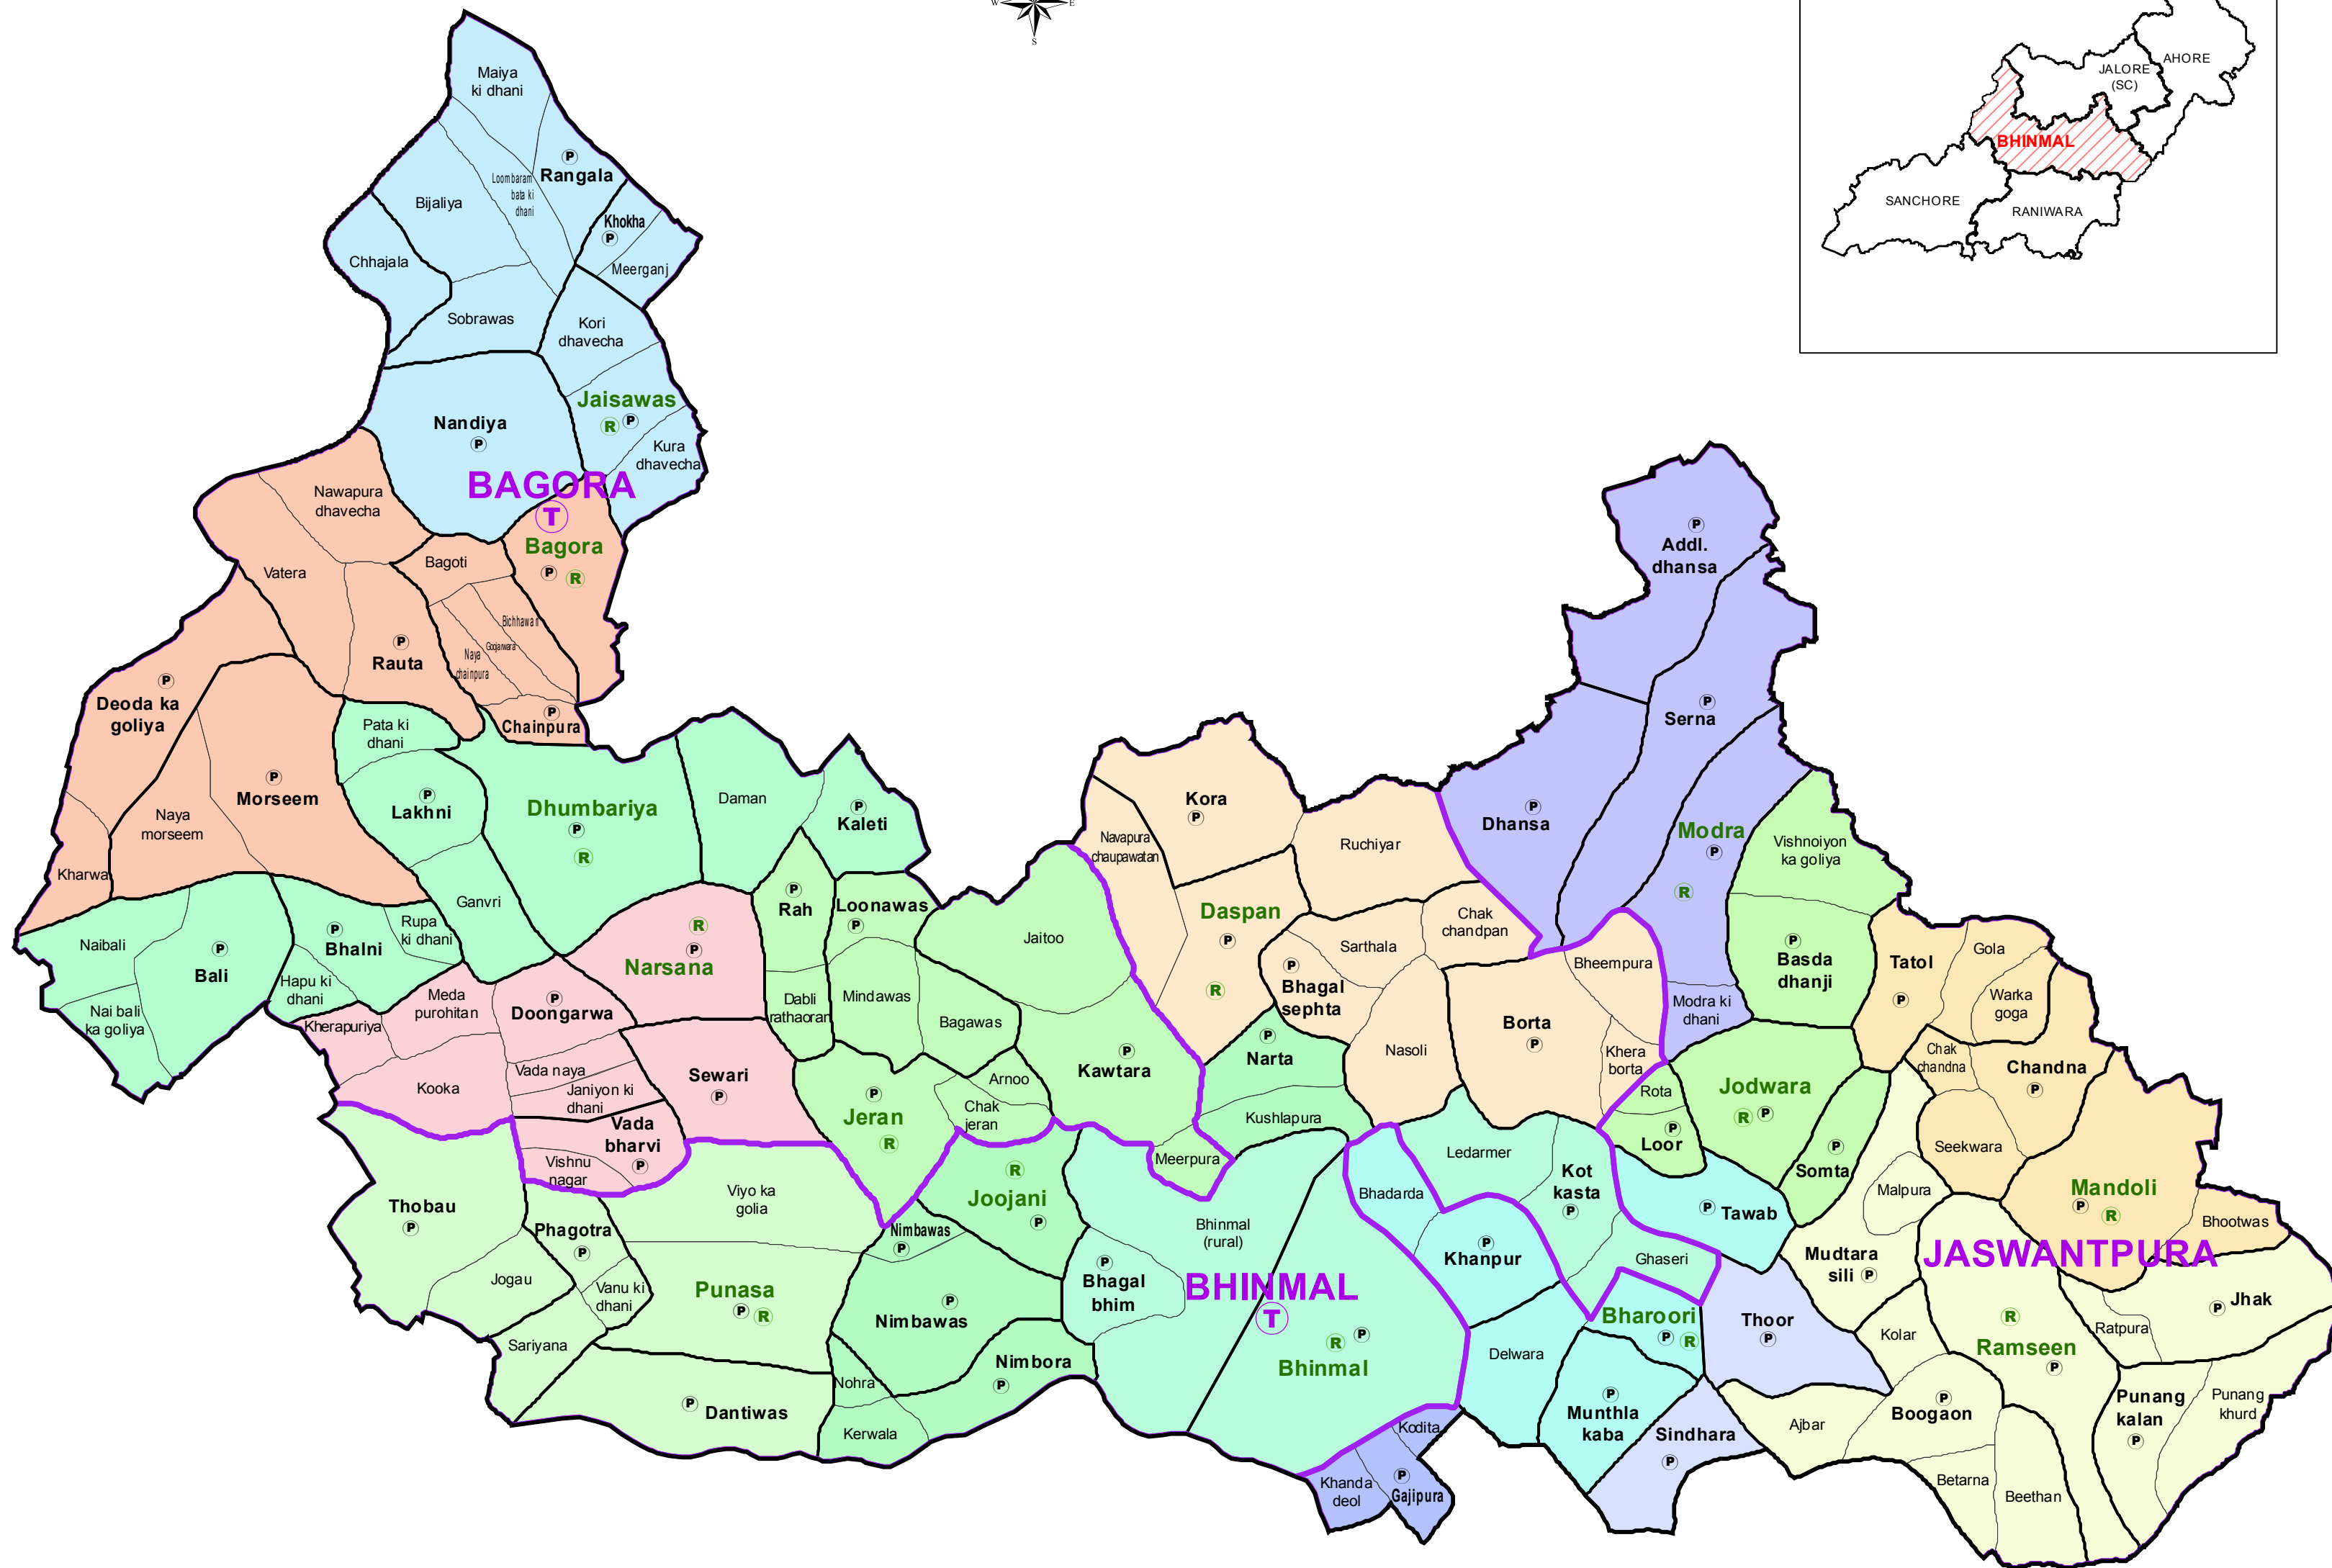 W
E
S
AHORE
JALORE
(SC)
BHINMAL
SANCHORE
RANIWARA
Maiya
ki dhani
P
Rangala
Loombaram
bata ki
dhani
Bijaliya
Khokha
P
Chhajala
Meerganj
Sobrawas
Kori
dhavecha
Jaisawas
R P
Nandiya
P
Kura
dhavecha
BAGORA
T
Nawapura
dhavecha
Bagora
P R
Bagoti
Vatera
Bichhawari
Goojarwara
Naya
chainpura
P
Rauta
P
Deoda ka
goliya
P
Chainpura
Pata ki
dhani
P
Morseem
Naya
morseem
P
Lakhni
Dhumbariya
P
R
Daman
P
Kaleti
Kharwa
Ganvri
Naibali
P
Bali
Nai bali
ka goliya
P
Bhalni
Rupa
ki dhani
Hapu ki
dhani
R
P
Narsana
P
Rah
Loonawas
P
Dabli
rathaoran
Mindawas
Bagawas
Jaitoo
P
Kawtara
Arnoo
Chak
jeran
P
Jeran
R
Meerpura
Kherapuriya
Meda
purohitan
P
Doongarwa
Kooka
Vada naya
Janiyon ki
dhani
Sewari
P
Vada
bharvi
P
Vishnu
nagar
Thobau
P
Jogau
Phagotra
P
Vanu ki
dhani
Sariyana
Viyo ka
golia
Punasa
P R
P Dantiwas
R
Joojani
P
Nimbawas
P
P
Nimbawas
Nimbora
P
Nohra
Kerwala
P
Bhagal
bhim
Bhinmal
(rural)
BHINMAL
T
R P
Bhinmal
Kora
P
Navapura
chaupawatan
Ruchiyar
Daspan
P
R
Sarthala
Chak
chandpan
P
Bhagal
sephta
Nasoli
Bheempura
Borta
P
Khera
borta
P
Narta
Kushlapura
Ledarmer
Kot
kasta
P
Ghaseri
P
Addl.
dhansa
P
Serna
P
Dhansa
Modra
P
R
Modra ki
dhani
Vishnoiyon
ka goliya
P
Basda
dhanji
Rota
P
Loor
Jodwara
R P
P
Somta
Tatol
P
Gola
Warka
goga
Chak
chandna
Chandna
P
Seekwara
Mandoli
P R
Bhootwas
Malpura
Mudtara
sili P
JASWANTPURA
R
Ramseen
P
P Jhak
Ratpura
Kolar
P
Boogaon
Ajbar
Betarna
Beethan
Punang
kalan
P
Punang
khurd
Bhadarda
P
Khanpur
P Tawab
Bharoori
P R
Delwara
P
Munthla
kaba
Thoor
P
Sindhara
P
Kodita
Khanda
deol
P
Gajipura